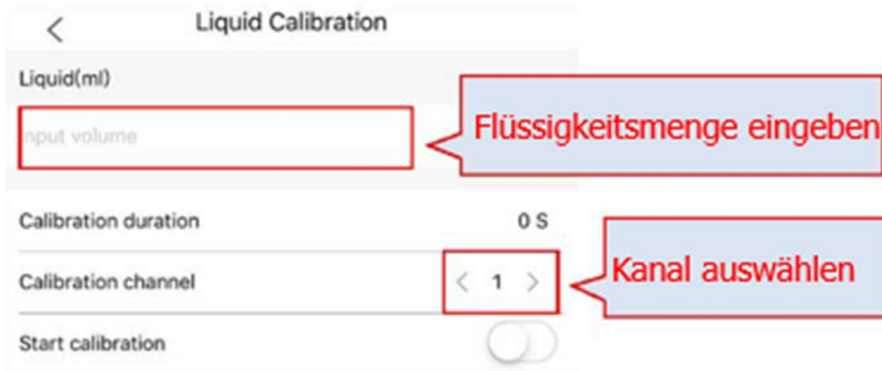 Liquid Calibration
Liquid(ml)
input volume
Flüssigkeitsmenge eingeben
Calibration duration 0 S
Calibration channel < 1 >
Kanal auswählen
Start calibration